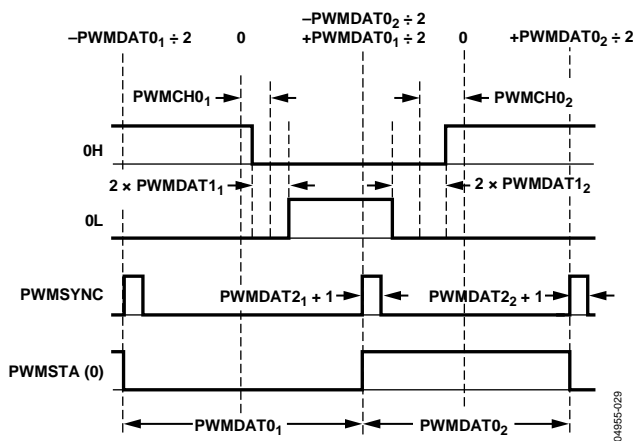 –PWMDAT0₂ ÷ 2
–PWMDAT0₁ ÷ 2 0 +PWMDAT0₁ ÷ 2 0 +PWMDAT0₂ ÷ 2
PWMCH0₁ PWMCH0₂
0H
2 × PWMDAT1₁ 2 × PWMDAT1₂
0L
PWMSYNC PWMDAT2₁ + 1 PWMDAT2₂ + 1
PWMSTA (0)
PWMDAT0₁ PWMDAT0₂
04955-029